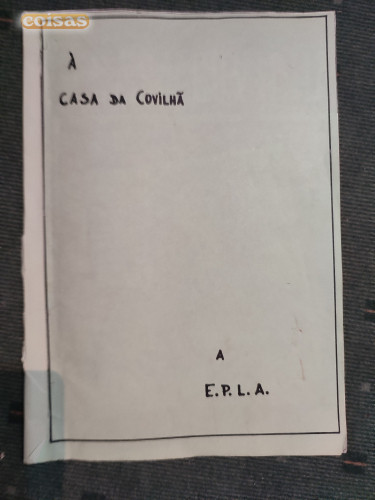 coisas
À
CASA DA COVILHÃ
A
E.P.L.A.